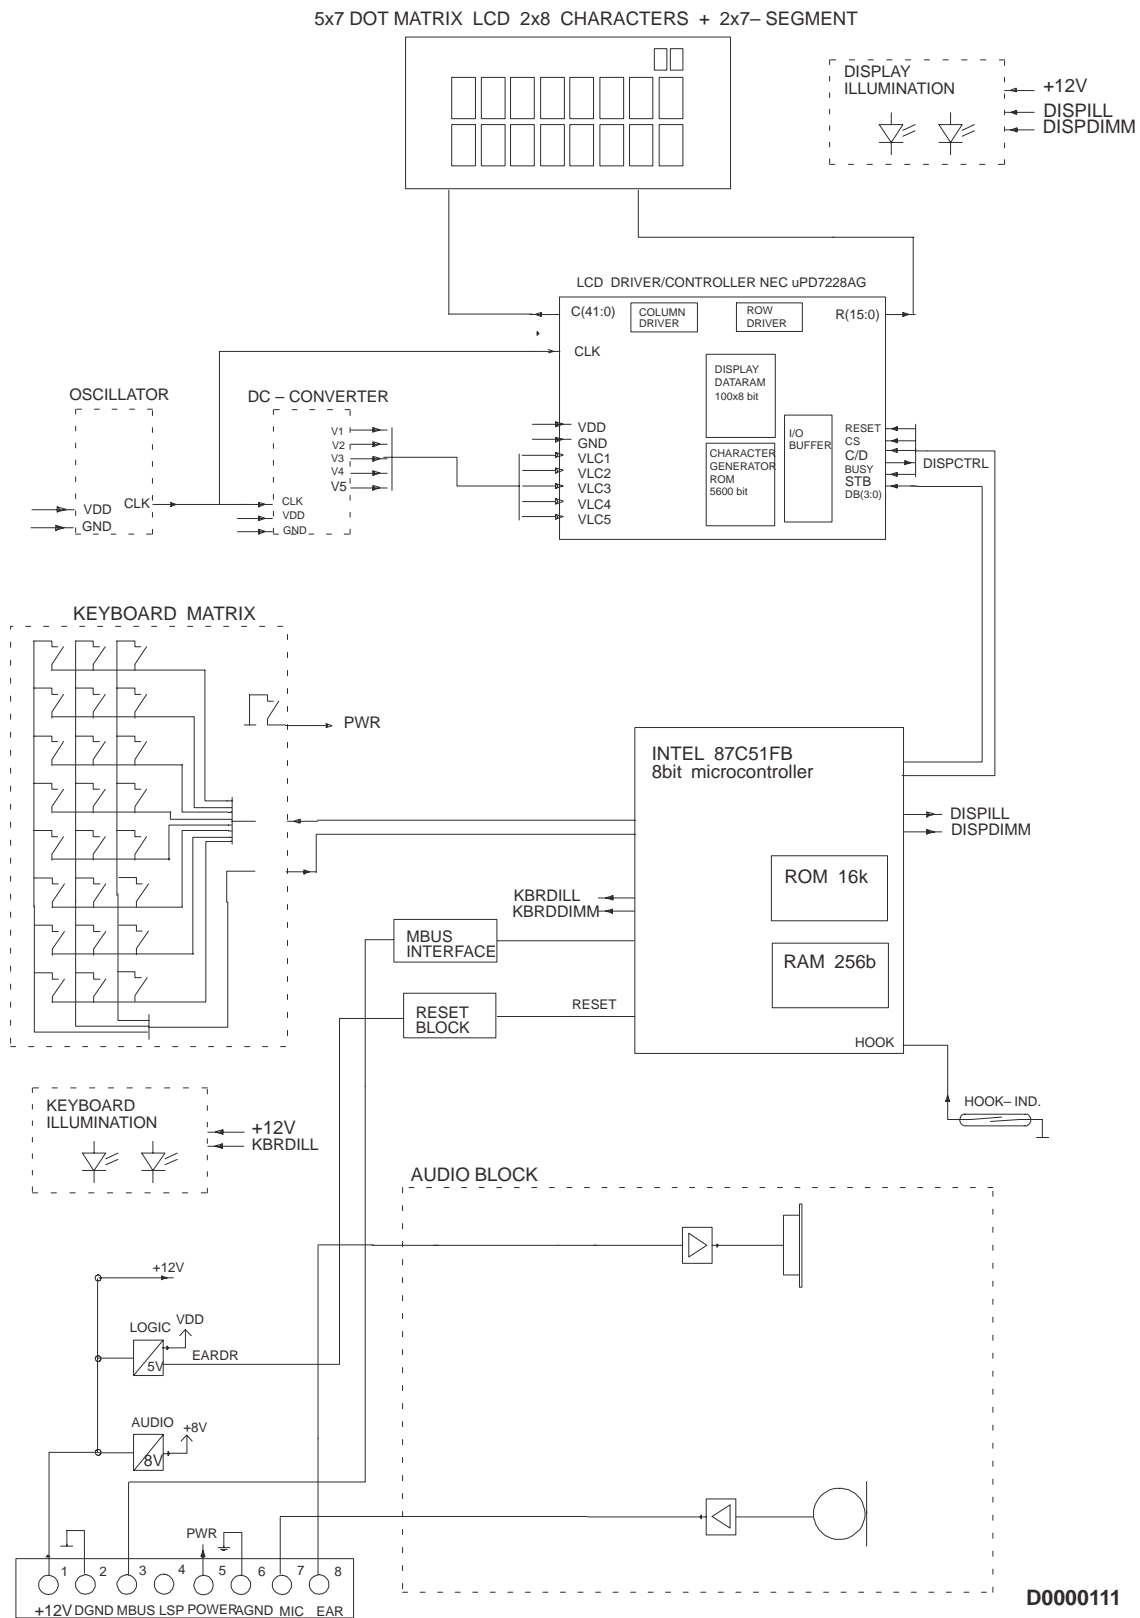 5x7 DOT MATRIX LCD 2x8 CHARACTERS + 2x7– SEGMENT
DISPLAY
ILLUMINATION
+12V
DISPILL
DISPDIMM
LCD DRIVER/CONTROLLER NEC uPD7228AG
C(41:0)
COLUMN
DRIVER
ROW
DRIVER
R(15:0)
CLK
DISPLAY
DATARAM
100x8 bit
CHARACTER
GENERATOR
ROM
5600 bit
I/O
BUFFER
VDD
GND
VLC1
VLC2
VLC3
VLC4
VLC5
RESET
CS
C/D
BUSY
STB
DB(3:0)
DISPCTRL
OSCILLATOR
CLK
VDD
GND
DC – CONVERTER
V1
V2
V3
V4
V5
CLK
VDD
GND
KEYBOARD MATRIX
PWR
INTEL 87C51FB
8bit microcontroller
DISPILL
DISPDIMM
ROM 16k
RAM 256b
KBRDILL
KBRDDIMM
MBUS
INTERFACE
RESET
BLOCK
RESET
HOOK
HOOK– IND.
KEYBOARD
ILLUMINATION
+12V
KBRDILL
AUDIO BLOCK
+12V
LOGIC
VDD
5V
EARDR
AUDIO
+8V
8V
PWR
1 2 3 4 5 6 7 8
+12V DGND MBUS LSP POWER AGND MIC EAR
D0000111